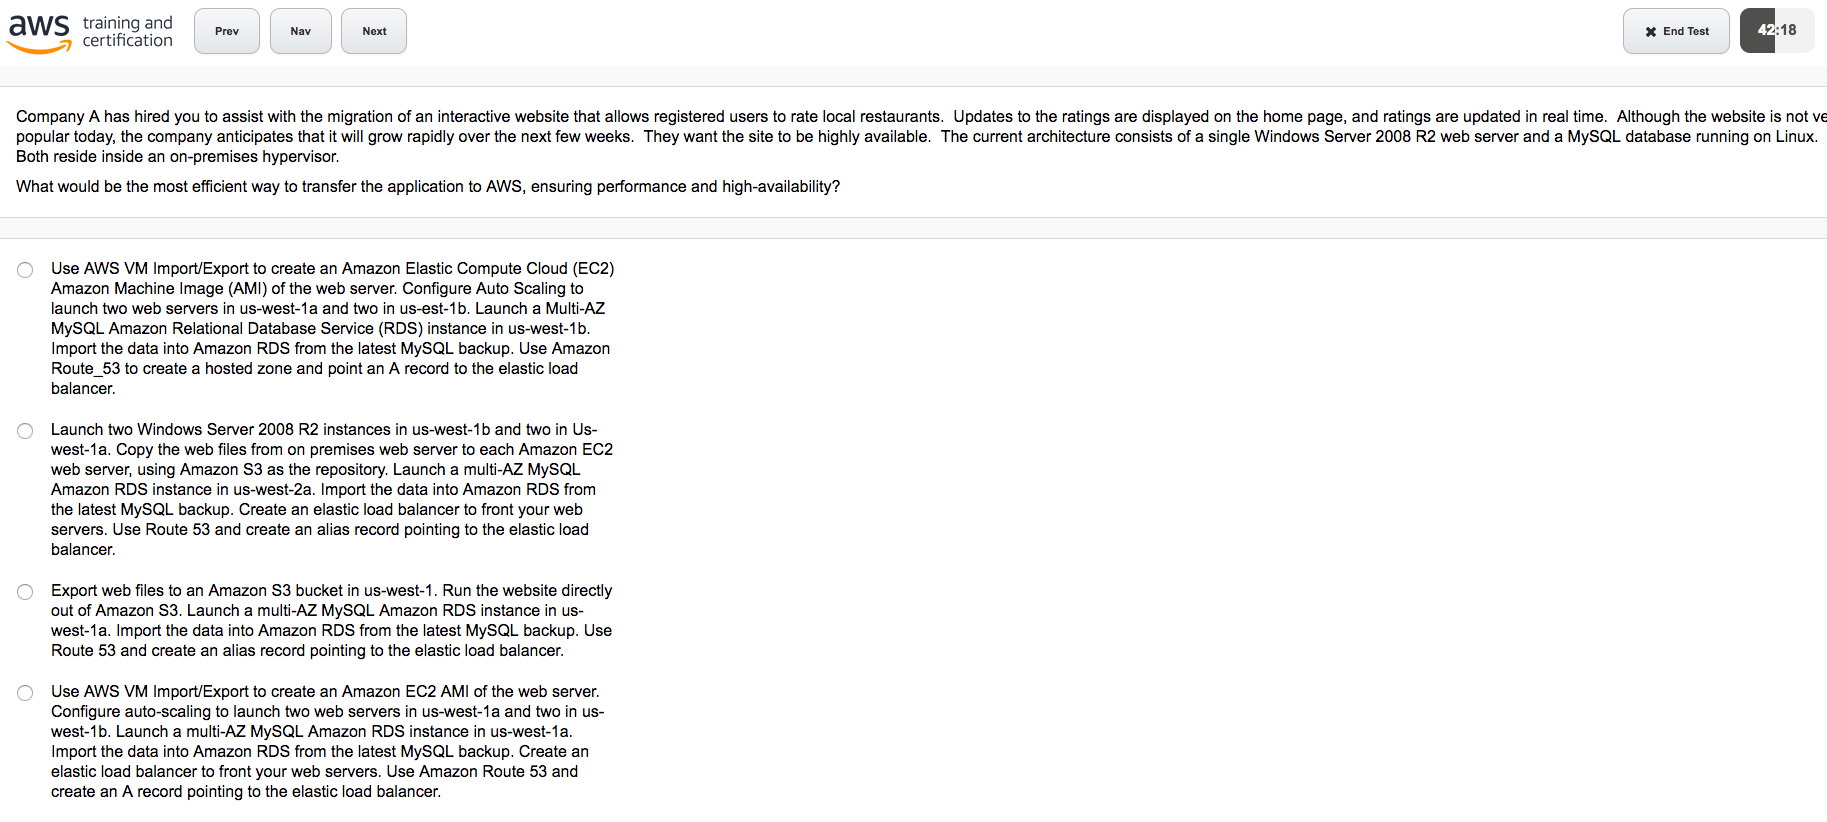 aws training and certification
Prev
Nav
Next
✖ End Test
42:18
Company A has hired you to assist with the migration of an interactive website that allows registered users to rate local restaurants.  Updates to the ratings are displayed on the home page, and ratings are updated in real time.  Although the website is not ve
popular today, the company anticipates that it will grow rapidly over the next few weeks.  They want the site to be highly available.  The current architecture consists of a single Windows Server 2008 R2 web server and a MySQL database running on Linux.
Both reside inside an on-premises hypervisor.
What would be the most efficient way to transfer the application to AWS, ensuring performance and high-availability?
Use AWS VM Import/Export to create an Amazon Elastic Compute Cloud (EC2)
Amazon Machine Image (AMI) of the web server. Configure Auto Scaling to
launch two web servers in us-west-1a and two in us-est-1b. Launch a Multi-AZ
MySQL Amazon Relational Database Service (RDS) instance in us-west-1b.
Import the data into Amazon RDS from the latest MySQL backup. Use Amazon
Route_53 to create a hosted zone and point an A record to the elastic load
balancer.
Launch two Windows Server 2008 R2 instances in us-west-1b and two in Us-
west-1a. Copy the web files from on premises web server to each Amazon EC2
web server, using Amazon S3 as the repository. Launch a multi-AZ MySQL
Amazon RDS instance in us-west-2a. Import the data into Amazon RDS from
the latest MySQL backup. Create an elastic load balancer to front your web
servers. Use Route 53 and create an alias record pointing to the elastic load
balancer.
Export web files to an Amazon S3 bucket in us-west-1. Run the website directly
out of Amazon S3. Launch a multi-AZ MySQL Amazon RDS instance in us-
west-1a. Import the data into Amazon RDS from the latest MySQL backup. Use
Route 53 and create an alias record pointing to the elastic load balancer.
Use AWS VM Import/Export to create an Amazon EC2 AMI of the web server.
Configure auto-scaling to launch two web servers in us-west-1a and two in us-
west-1b. Launch a multi-AZ MySQL Amazon RDS instance in us-west-1a.
Import the data into Amazon RDS from the latest MySQL backup. Create an
elastic load balancer to front your web servers. Use Amazon Route 53 and
create an A record pointing to the elastic load balancer.